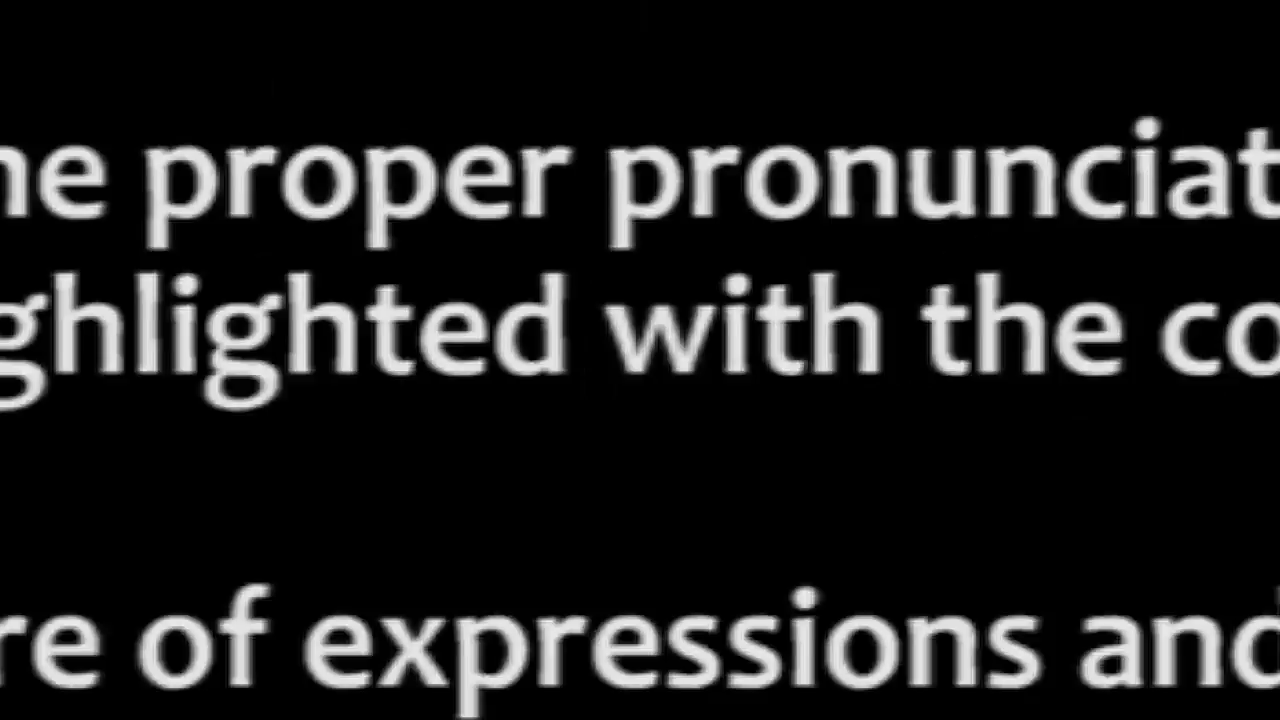 he proper pronunciat
ghlighted with the co
re of expressions and